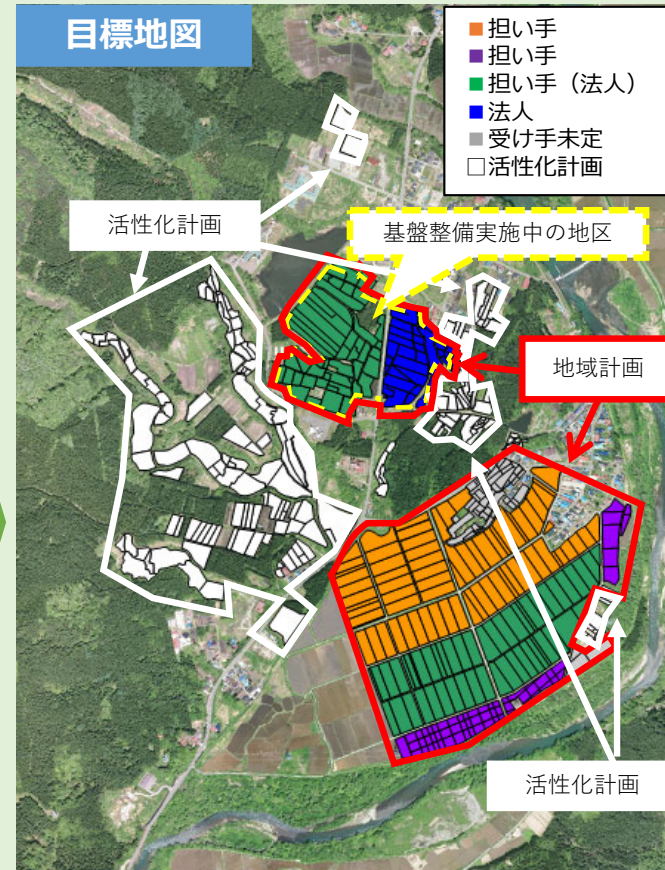 目標地図
■担い手
■担い手
■担い手（法人）
■法人
■受け手未定
□活性化計画
活性化計画
基盤整備実施中の地区
地域計画
活性化計画